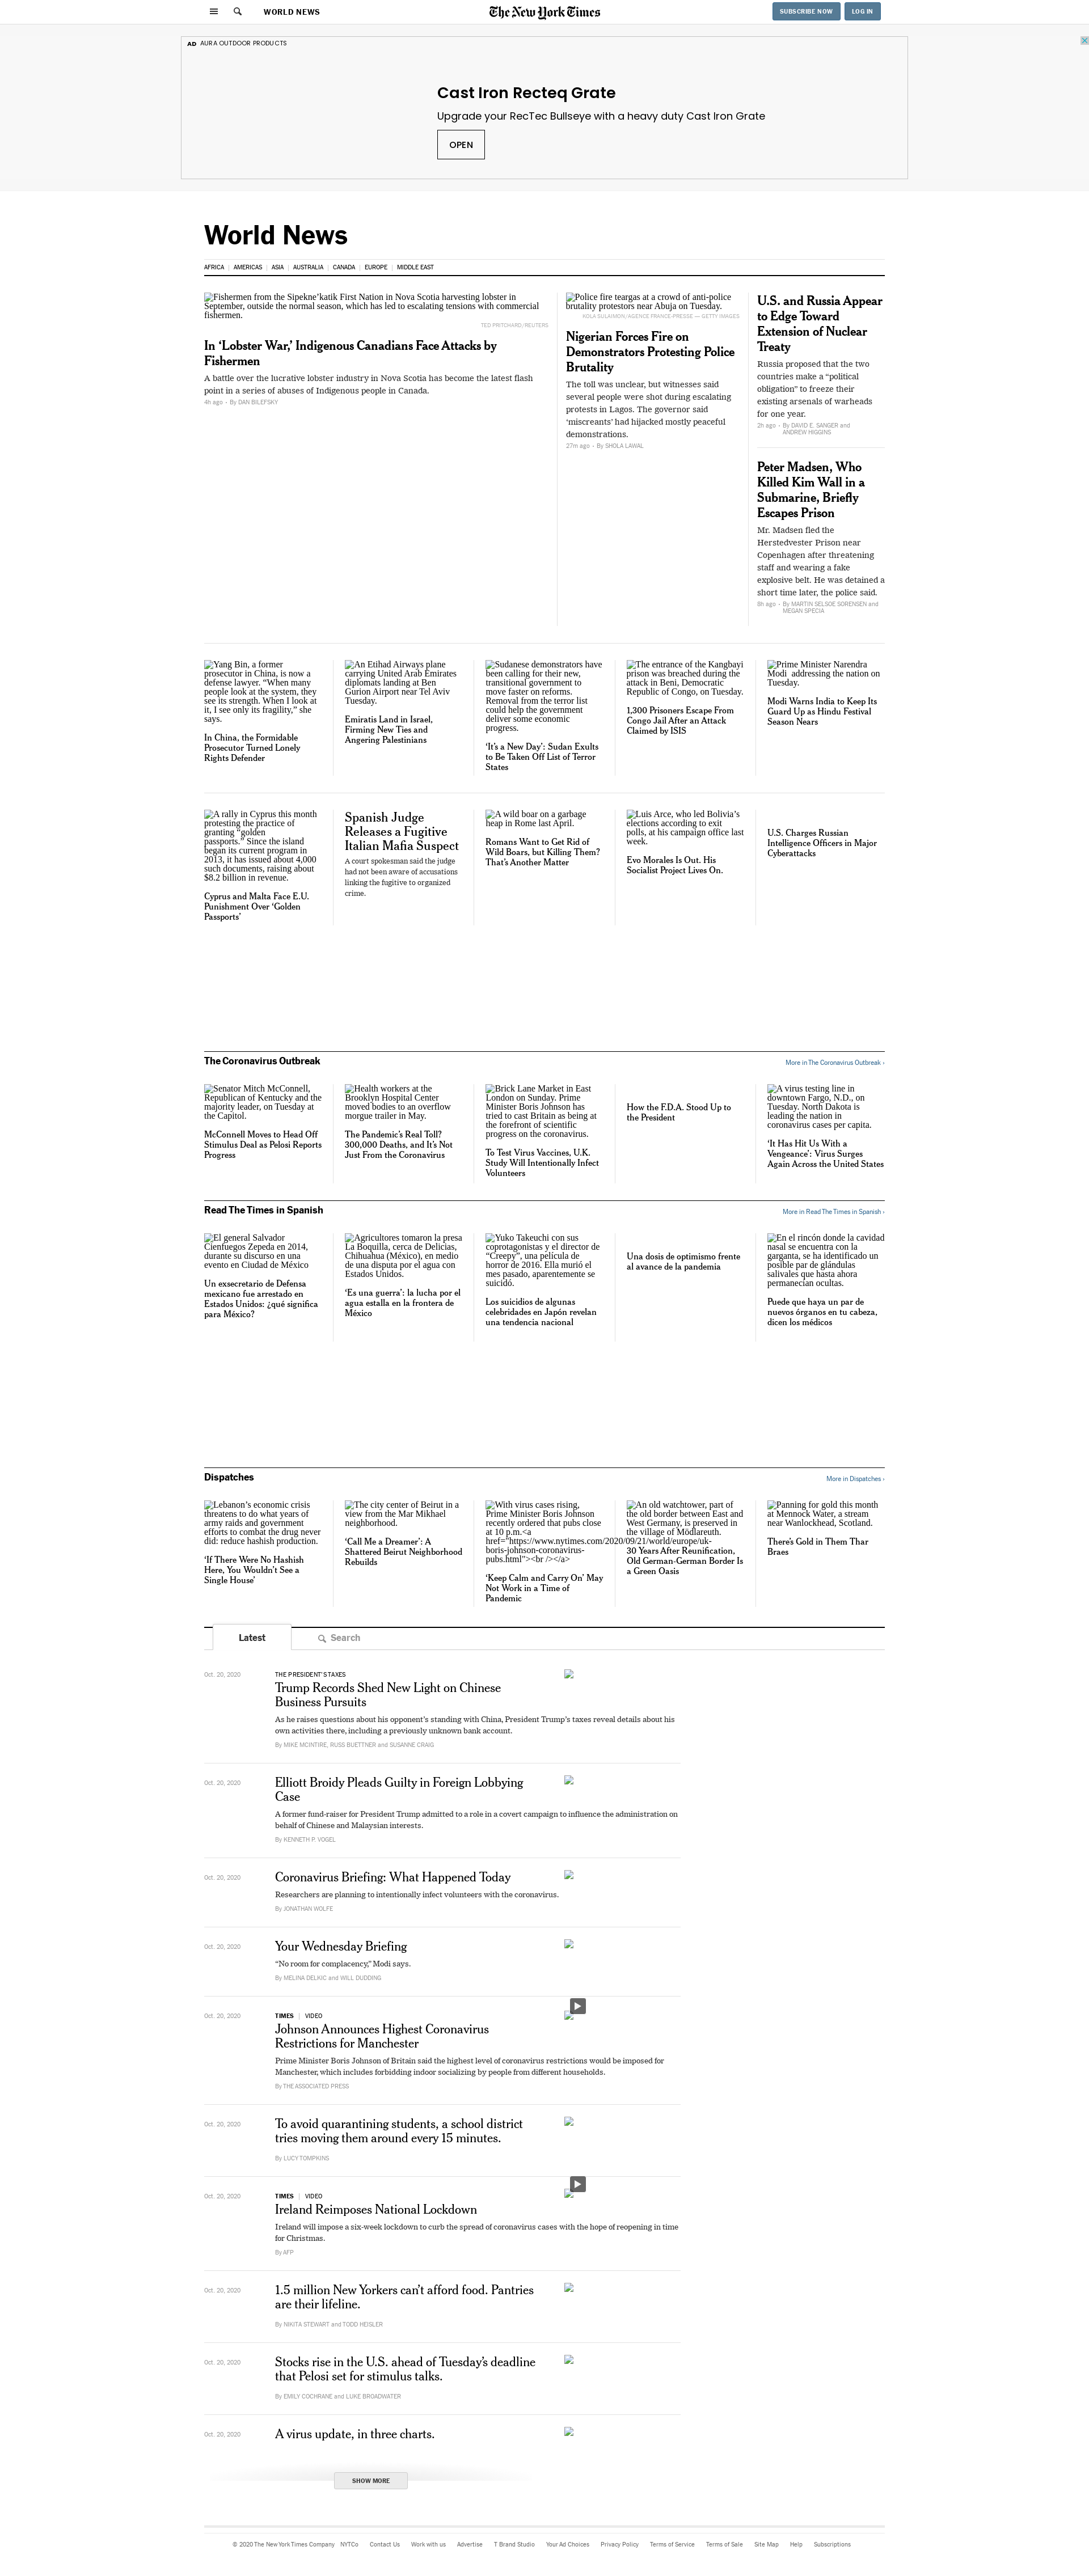 WORLD NEWS
The New York Times
SUBSCRIBE NOW
LOG IN
AD AURA OUTDOOR PRODUCTS
Cast Iron Recteq Grate
Upgrade your RecTec Bullseye with a heavy duty Cast Iron Grate
OPEN
World News
AFRICA | AMERICAS | ASIA | AUSTRALIA | CANADA | EUROPE | MIDDLE EAST
Fishermen from the Sipekne’katik First Nation in Nova Scotia harvesting lobster in
September, outside the normal season, which has led to escalating tensions with commercial
fishermen.
TED PRITCHARD/REUTERS
In ‘Lobster War,’ Indigenous Canadians Face Attacks by
Fishermen
A battle over the lucrative lobster industry in Nova Scotia has become the latest flash
point in a series of abuses of Indigenous people in Canada.
4h ago - By DAN BILEFSKY
Police fire teargas at a crowd of anti-police
brutality protestors near Abuja on Tuesday.
KOLA SULAIMON/AGENCE FRANCE-PRESSE — GETTY IMAGES
Nigerian Forces Fire on
Demonstrators Protesting Police
Brutality
The toll was unclear, but witnesses said
several people were shot during escalating
protests in Lagos. The governor said
‘miscreants’ had hijacked mostly peaceful
demonstrations.
27m ago - By SHOLA LAWAL
U.S. and Russia Appear
to Edge Toward
Extension of Nuclear
Treaty
Russia proposed that the two
countries make a “political
obligation” to freeze their
existing arsenals of warheads
for one year.
2h ago - By DAVID E. SANGER and
ANDREW HIGGINS
Peter Madsen, Who
Killed Kim Wall in a
Submarine, Briefly
Escapes Prison
Mr. Madsen fled the
Herstedvester Prison near
Copenhagen after threatening
staff and wearing a fake
explosive belt. He was detained a
short time later, the police said.
8h ago - By MARTIN SELSOE SORENSEN and
MEGAN SPECIA
Yang Bin, a former
prosecutor in China, is now a
defense lawyer. “When many
people look at the system, they
see its strength. When I look at
it, I see only its fragility,” she
says.
In China, the Formidable
Prosecutor Turned Lonely
Rights Defender
An Etihad Airways plane
carrying United Arab Emirates
diplomats landing at Ben
Gurion Airport near Tel Aviv
Tuesday.
Emiratis Land in Israel,
Firming New Ties and
Angering Palestinians
Sudanese demonstrators have
been calling for their new,
transitional government to
move faster on reforms.
Removal from the terror list
could help the government
deliver some economic
progress.
‘It’s a New Day’: Sudan Exults
to Be Taken Off List of Terror
States
The entrance of the Kangbayi
prison was breached during the
attack in Beni, Democratic
Republic of Congo, on Tuesday.
1,300 Prisoners Escape From
Congo Jail After an Attack
Claimed by ISIS
Prime Minister Narendra
Modi addressing the nation on
Tuesday.
Modi Warns India to Keep Its
Guard Up as Hindu Festival
Season Nears
A rally in Cyprus this month
protesting the practice of
granting “golden
passports.” Since the island
began its current program in
2013, it has issued about 4,000
such documents, raising about
$8.2 billion in revenue.
Cyprus and Malta Face E.U.
Punishment Over ‘Golden
Passports’
Spanish Judge
Releases a Fugitive
Italian Mafia Suspect
A court spokesman said the judge
had not been aware of accusations
linking the fugitive to organized
crime.
A wild boar on a garbage
heap in Rome last April.
Romans Want to Get Rid of
Wild Boars, but Killing Them?
That’s Another Matter
Luis Arce, who led Bolivia’s
elections according to exit
polls, at his campaign office last
week.
Evo Morales Is Out. His
Socialist Project Lives On.
U.S. Charges Russian
Intelligence Officers in Major
Cyberattacks
The Coronavirus Outbreak
More in The Coronavirus Outbreak ›
Senator Mitch McConnell,
Republican of Kentucky and the
majority leader, on Tuesday at
the Capitol.
McConnell Moves to Head Off
Stimulus Deal as Pelosi Reports
Progress
Health workers at the
Brooklyn Hospital Center
moved bodies to an overflow
morgue trailer in May.
The Pandemic’s Real Toll?
300,000 Deaths, and It’s Not
Just From the Coronavirus
Brick Lane Market in East
London on Sunday. Prime
Minister Boris Johnson has
tried to cast Britain as being at
the forefront of scientific
progress on the coronavirus.
To Test Virus Vaccines, U.K.
Study Will Intentionally Infect
Volunteers
How the F.D.A. Stood Up to
the President
A virus testing line in
downtown Fargo, N.D., on
Tuesday. North Dakota is
leading the nation in
coronavirus cases per capita.
‘It Has Hit Us With a
Vengeance’: Virus Surges
Again Across the United States
Read The Times in Spanish
More in Read The Times in Spanish ›
El general Salvador
Cienfuegos Zepeda en 2014,
durante su discurso en una
evento en Ciudad de México
Un exsecretario de Defensa
mexicano fue arrestado en
Estados Unidos: ¿qué significa
para México?
Agricultores tomaron la presa
La Boquilla, cerca de Delicias,
Chihuahua (México), en medio
de una disputa por el agua con
Estados Unidos.
‘Es una guerra’: la lucha por el
agua estalla en la frontera de
México
Yuko Takeuchi con sus
coprotagonistas y el director de
“Creepy”, una película de
horror de 2016. Ella murió el
mes pasado, aparentemente se
suicidó.
Los suicidios de algunas
celebridades en Japón revelan
una tendencia nacional
Una dosis de optimismo frente
al avance de la pandemia
En el rincón donde la cavidad
nasal se encuentra con la
garganta, se ha identificado un
posible par de glándulas
salivales que hasta ahora
permanecían ocultas.
Puede que haya un par de
nuevos órganos en tu cabeza,
dicen los médicos
Dispatches
More in Dispatches ›
Lebanon’s economic crisis
threatens to do what years of
army raids and government
efforts to combat the drug never
did: reduce hashish production.
‘If There Were No Hashish
Here, You Wouldn’t See a
Single House’
The city center of Beirut in a
view from the Mar Mikhael
neighborhood.
‘Call Me a Dreamer’: A
Shattered Beirut Neighborhood
Rebuilds
With virus cases rising,
Prime Minister Boris Johnson
recently ordered that pubs close
at 10 p.m.<a
href="https://www.nytimes.com/2020/09/21/world/europe/uk-
boris-johnson-coronavirus-
pubs.html"><br /></a>
‘Keep Calm and Carry On’ May
Not Work in a Time of
Pandemic
An old watchtower, part of
the old border between East and
West Germany, is preserved in
the village of Mödlareuth.
30 Years After Reunification,
Old German-German Border Is
a Green Oasis
Panning for gold this month
at Mennock Water, a stream
near Wanlockhead, Scotland.
There’s Gold in Them Thar
Braes
Latest
Search
Oct. 20, 2020
THE PRESIDENT’S TAXES
Trump Records Shed New Light on Chinese
Business Pursuits
As he raises questions about his opponent’s standing with China, President Trump’s taxes reveal details about his
own activities there, including a previously unknown bank account.
By MIKE MCINTIRE, RUSS BUETTNER and SUSANNE CRAIG
Oct. 20, 2020
Elliott Broidy Pleads Guilty in Foreign Lobbying
Case
A former fund-raiser for President Trump admitted to a role in a covert campaign to influence the administration on
behalf of Chinese and Malaysian interests.
By KENNETH P. VOGEL
Oct. 20, 2020
Coronavirus Briefing: What Happened Today
Researchers are planning to intentionally infect volunteers with the coronavirus.
By JONATHAN WOLFE
Oct. 20, 2020
Your Wednesday Briefing
“No room for complacency,” Modi says.
By MELINA DELKIC and WILL DUDDING
Oct. 20, 2020
TIMES | VIDEO
Johnson Announces Highest Coronavirus
Restrictions for Manchester
Prime Minister Boris Johnson of Britain said the highest level of coronavirus restrictions would be imposed for
Manchester, which includes forbidding indoor socializing by people from different households.
By THE ASSOCIATED PRESS
Oct. 20, 2020
To avoid quarantining students, a school district
tries moving them around every 15 minutes.
By LUCY TOMPKINS
Oct. 20, 2020
TIMES | VIDEO
Ireland Reimposes National Lockdown
Ireland will impose a six-week lockdown to curb the spread of coronavirus cases with the hope of reopening in time
for Christmas.
By AFP
Oct. 20, 2020
1.5 million New Yorkers can’t afford food. Pantries
are their lifeline.
By NIKITA STEWART and TODD HEISLER
Oct. 20, 2020
Stocks rise in the U.S. ahead of Tuesday’s deadline
that Pelosi set for stimulus talks.
By EMILY COCHRANE and LUKE BROADWATER
Oct. 20, 2020
A virus update, in three charts.
SHOW MORE
© 2020 The New York Times Company NYTCo Contact Us Work with us Advertise T Brand Studio Your Ad Choices Privacy Policy Terms of Service Terms of Sale Site Map Help Subscriptions